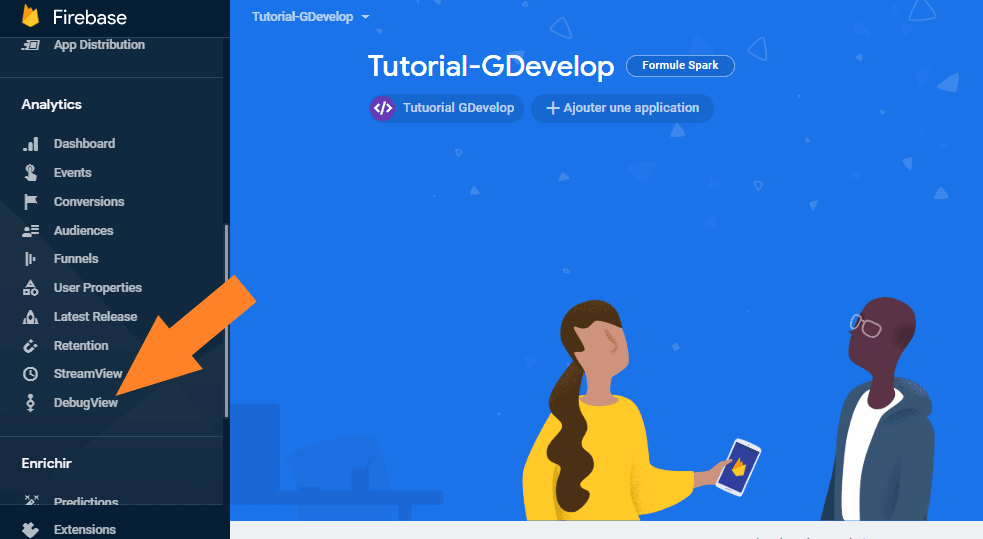 Firebase
App Distribution
Analytics
Dashboard
Events
Conversions
Audiences
Funnels
User Properties
Latest Release
Retention
StreamView
DebugView
Enrichir
Predictions
Extensions
Tutorial-GDevelop
Tutorial-GDevelop
Formule Spark
Tutuorial GDevelop
Ajouter une application